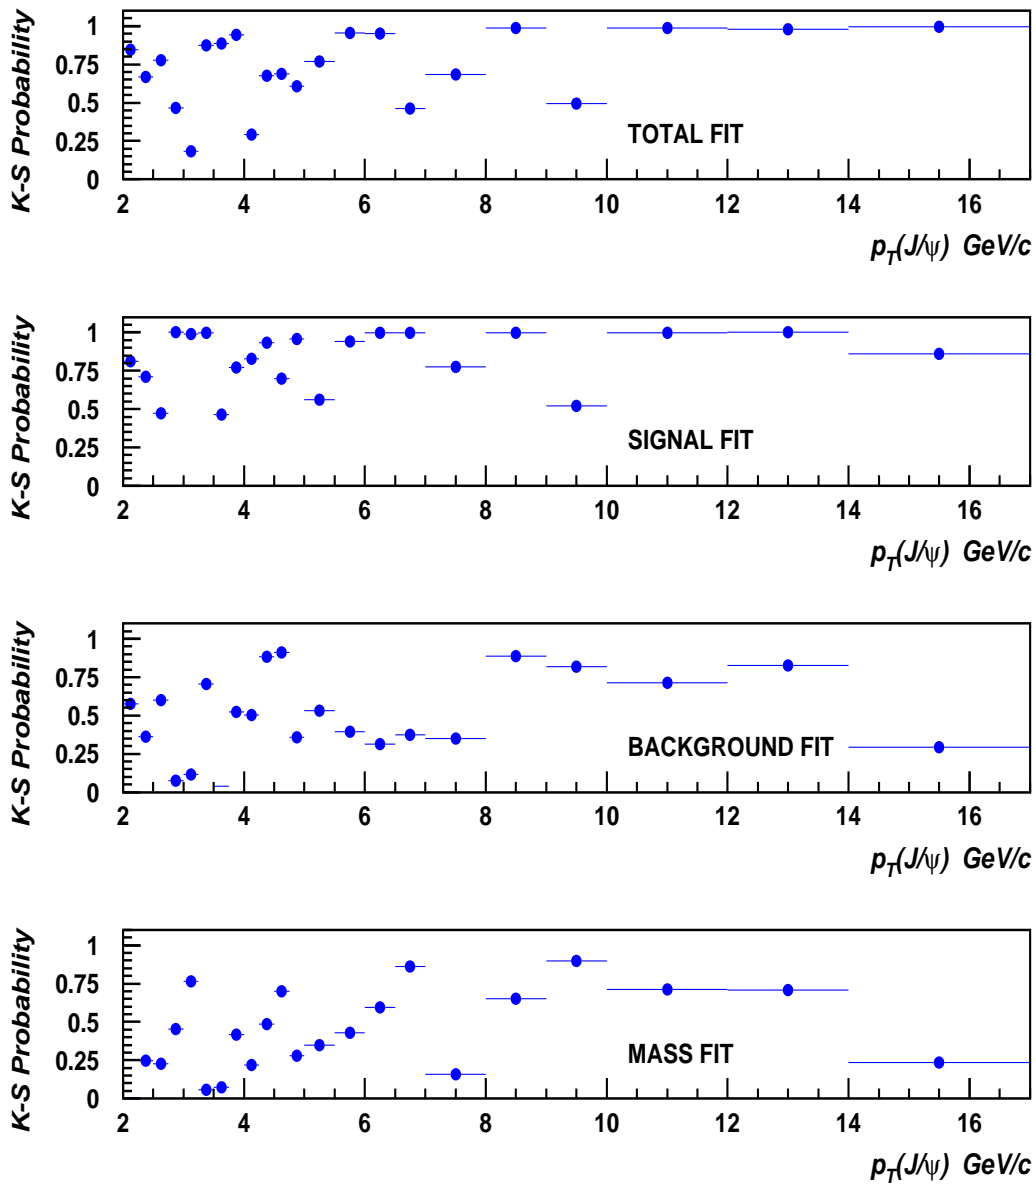 K-S Probability
1
0.75
0.5
0.25
0
TOTAL FIT
2 4 6 8 10 12 14 16
pT(J/ψ) GeV/c
K-S Probability
1
0.75
0.5
0.25
0
SIGNAL FIT
2 4 6 8 10 12 14 16
pT(J/ψ) GeV/c
K-S Probability
1
0.75
0.5
0.25
0
BACKGROUND FIT
2 4 6 8 10 12 14 16
pT(J/ψ) GeV/c
K-S Probability
1
0.75
0.5
0.25
0
MASS FIT
2 4 6 8 10 12 14 16
pT(J/ψ) GeV/c